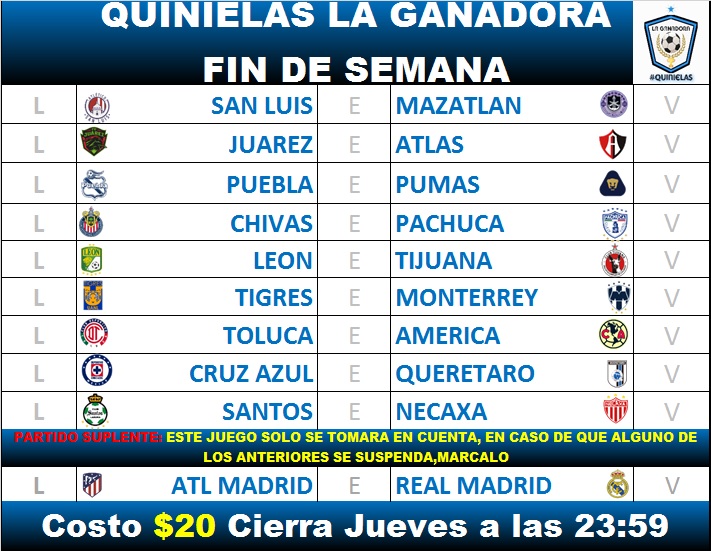 QUINIELAS LA GANADORA
FIN DE SEMANA
LA GANADORA
#QUINIELAS
L SAN LUIS E MAZATLAN V
L JUAREZ E ATLAS V
L PUEBLA E PUMAS V
L CHIVAS E PACHUCA V
L LEON E TIJUANA V
L TIGRES E MONTERREY V
L TOLUCA E AMERICA V
L CRUZ AZUL E QUERETARO V
L SANTOS E NECAXA V
PARTIDO SUPLENTE: ESTE JUEGO SOLO SE TOMARA EN CUENTA, EN CASO DE QUE ALGUNO DE
LOS ANTERIORES SE SUSPENDA,MARCALO
L ATL MADRID E REAL MADRID V
Costo $20 Cierra Jueves a las 23:59